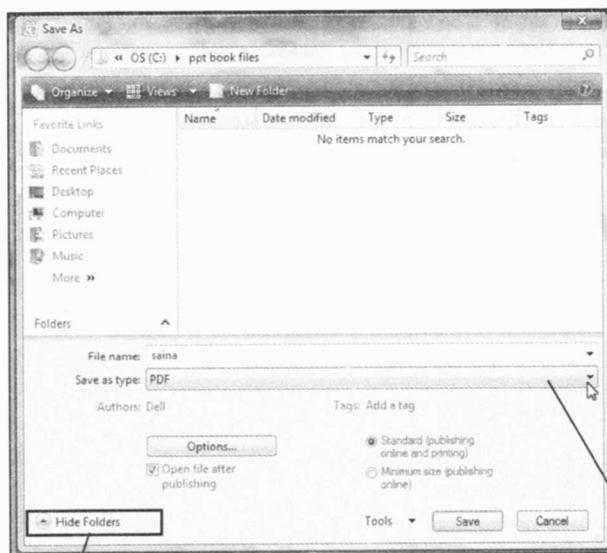 Save As
« OS (C:) ▸ ppt book files
Search
Organize Views New Folder
Favorite Links
Name Date modified Type Size Tags
No items match your search.
Documents
Recent Places
Desktop
Computer
Pictures
Music
More »
Folders
File name: saina
Save as type: PDF
Authors: Dell Tags: Add a tag
Options...
Open file after
publishing
Standard (publishing
online and printing)
Minimum size (publishing
online)
Hide Folders Tools Save Cancel